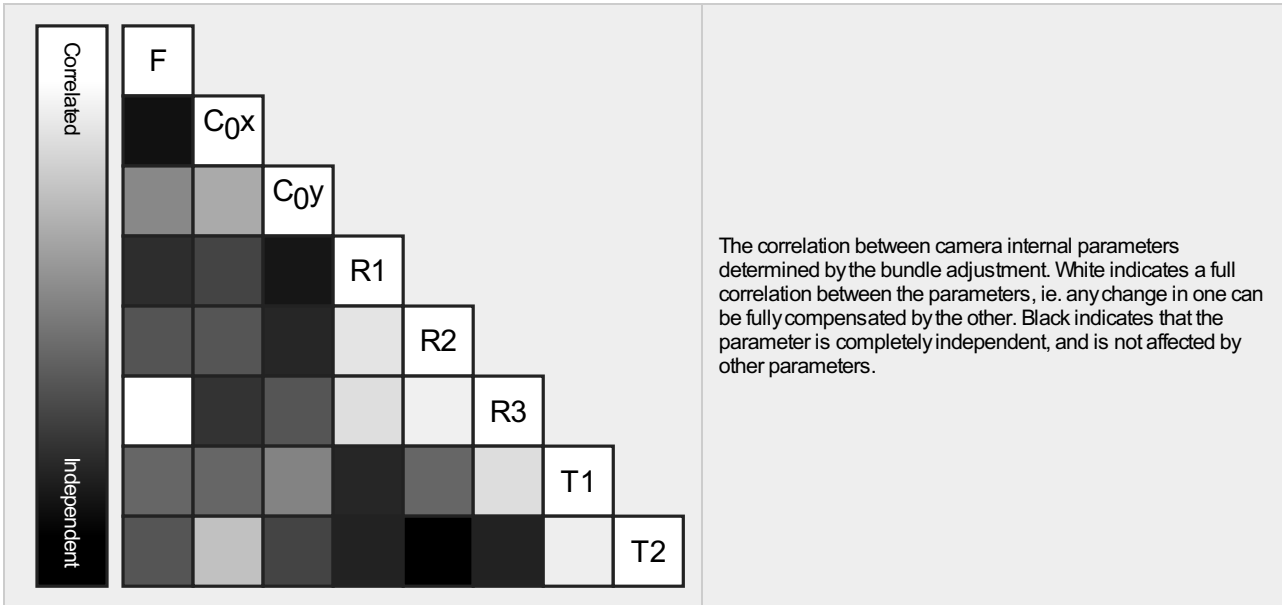 Correlated
Independent
F
C0x
C0y
R1
R2
R3
T1
T2
The correlation between camera internal parameters
determined by the bundle adjustment. White indicates a full
correlation between the parameters, ie. any change in one can
be fully compensated by the other. Black indicates that the
parameter is completely independent, and is not affected by
other parameters.